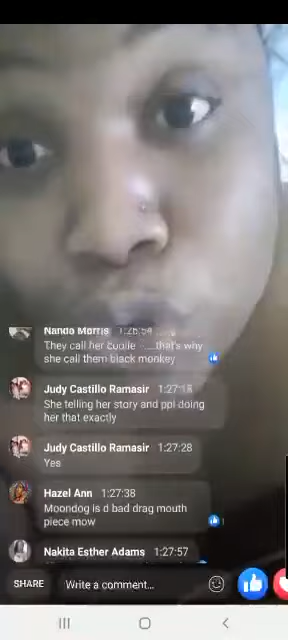 Nando Morris 1:26:54
They call her coolie ......that's why
she call them black monkey
Judy Castillo Ramasir 1:27:15
She telling her story and ppl doing
her that exactly
Judy Castillo Ramasir 1:27:28
Yes
Hazel Ann 1:27:38
Moondog is d bad drag mouth
piece mow
Nakita Esther Adams 1:27:57
SHARE
Write a comment...